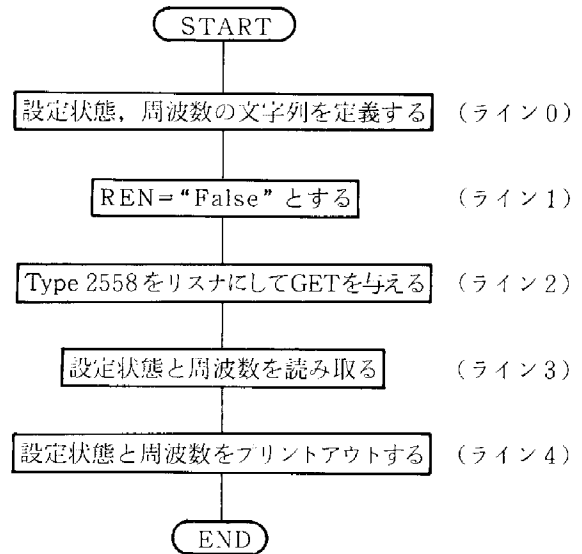 START
設定状態，周波数の文字列を定義する （ライン0）
REN＝“False”とする （ライン1）
Type 2558をリスナにしてGETを与える （ライン2）
設定状態と周波数を読み取る （ライン3）
設定状態と周波数をプリントアウトする （ライン4）
END